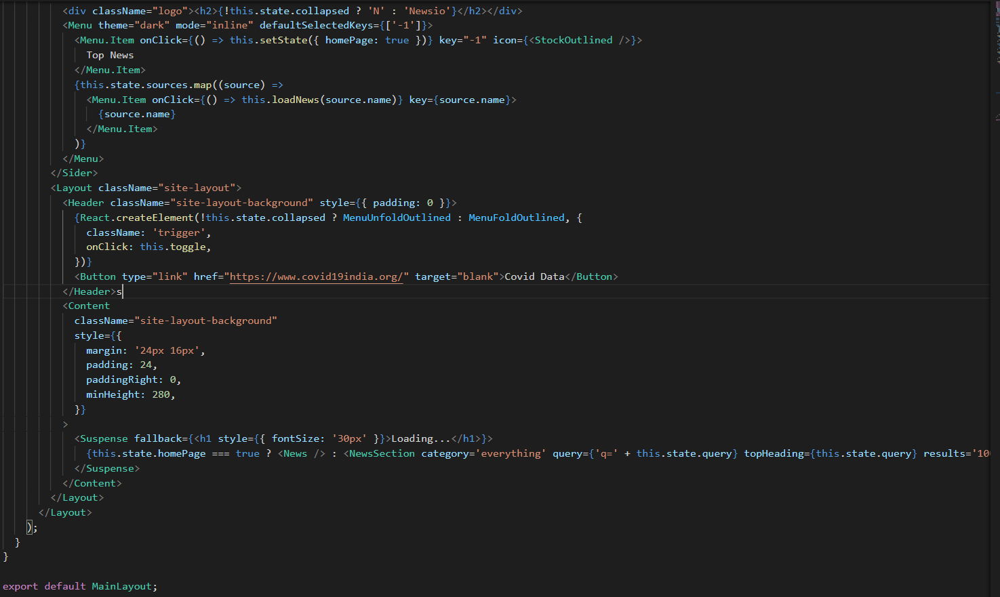 <div className="logo"><h2>{!this.state.collapsed ? 'N' : 'Newsio'}</h2></div>
<Menu theme="dark" mode="inline" defaultSelectedKeys={['-1']}>
<Menu.Item onClick={() => this.setState({ homePage: true })} key="-1" icon={<StockOutlined />}>
Top News
</Menu.Item>
{this.state.sources.map((source) =>
<Menu.Item onClick={() => this.loadNews(source.name)} key={source.name}>
{source.name}
</Menu.Item>
)}
</Menu>
</Sider>
<Layout className="site-layout">
<Header className="site-layout-background" style={{ padding: 0 }}>
{React.createElement(!this.state.collapsed ? MenuUnfoldOutlined : MenuFoldOutlined, {
className: 'trigger',
onClick: this.toggle,
})}
<Button type="link" href="https://www.covid19india.org/" target="blank">Covid Data</Button>
</Header>s
<Content
className="site-layout-background"
style={{
margin: '24px 16px',
padding: 24,
paddingRight: 0,
minHeight: 280,
}}
>
<Suspense fallback={<h1 style={{ fontSize: '30px' }}>Loading...</h1>}>
{this.state.homePage === true ? <News /> : <NewsSection category='everything' query={'q=' + this.state.query} topHeading={this.state.query} results='10
</Suspense>
</Content>
</Layout>
</Layout>
);
}
}
export default MainLayout;